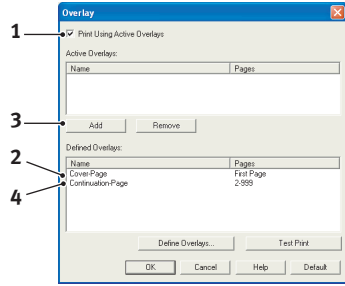 Overlay
1 Print Using Active Overlays
Active Overlays:
Name Pages
3 Add Remove
Defined Overlays:
Name Pages
2 Cover-Page First Page
4 Continuation-Page 2-999
Define Overlays... Test Print
OK Cancel Help Default